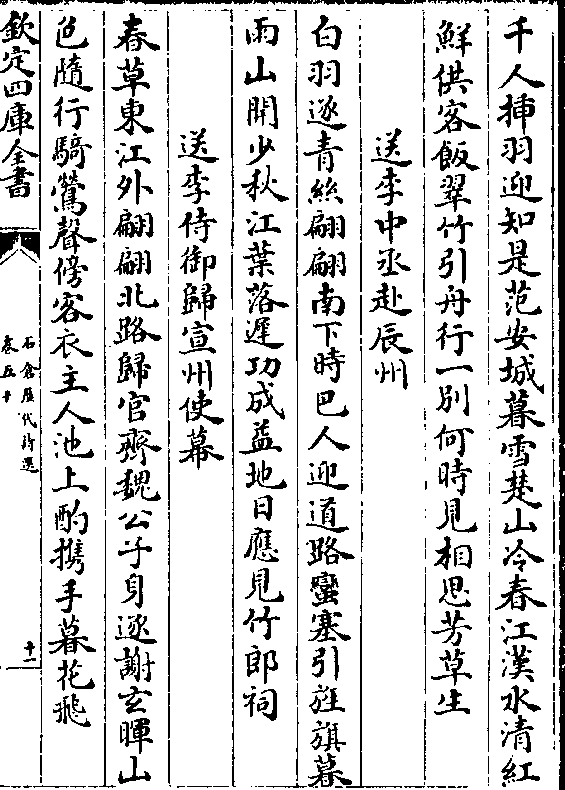 千人挿羽迎知是范安城暮雪楚山冷春江漢水清紅
鮮供客飯翠竹引舟行一別何時見相思芳草生
送李中丞赴辰州
白羽逐青絲翩翩南下時巴人迎道路蠻塞引旌旗暮
雨山開少秋江葉落遲功成益地日應見竹郎祠
送李侍御歸宣州使幕
春草東江外翩翩北路歸官齊魏公子身逐謝玄暉山
色隨行騎鶯聲傍客衣主人池上酌携手暮花飛
欽定四庫全書
石倉歷代詩選
卷五十
十一